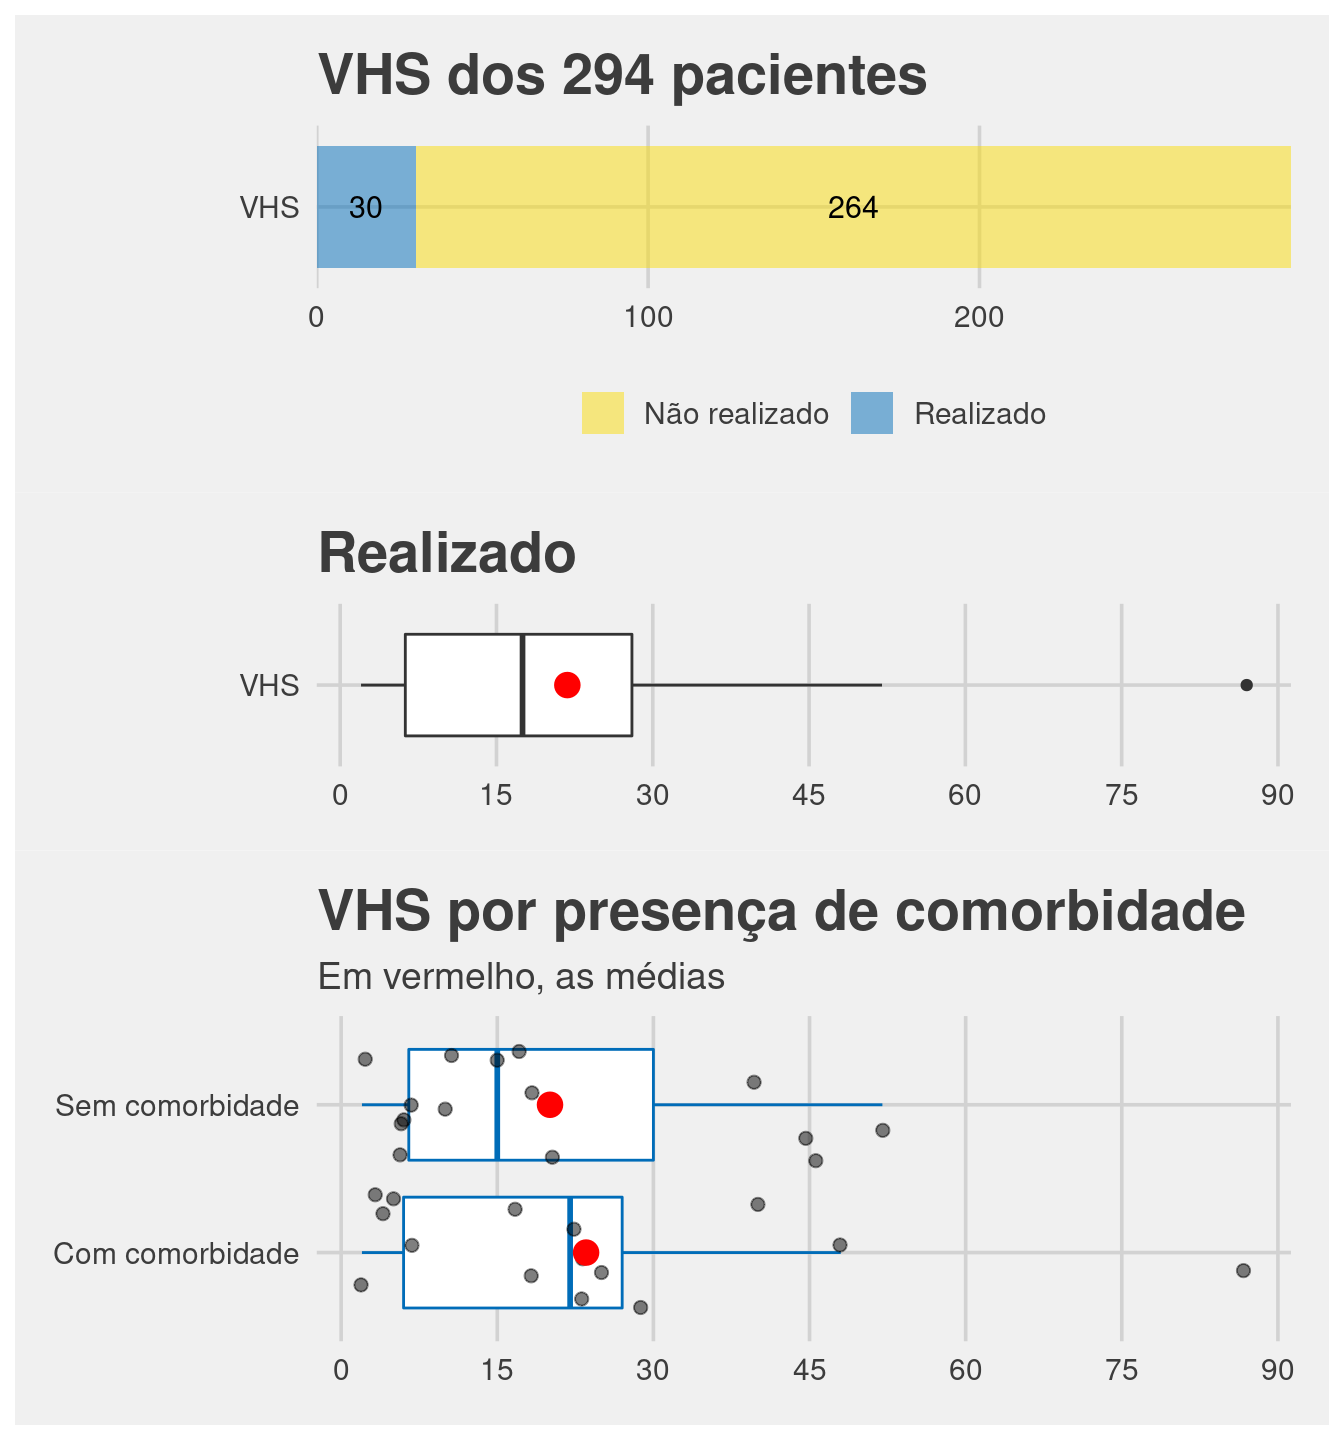 VHS dos 294 pacientes
VHS 30 264
0 100 200
Não realizado Realizado
Realizado
VHS
0 15 30 45 60 75 90
VHS por presença de comorbidade
Em vermelho, as médias
Sem comorbidade
Com comorbidade
0 15 30 45 60 75 90